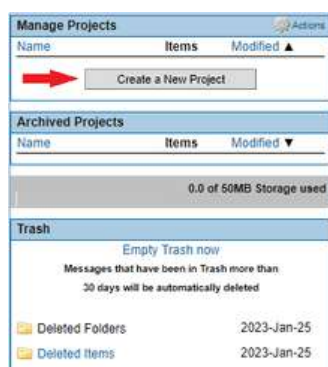 Manage Projects Actions
Name Items Modified ▲
Create a New Project
Archived Projects
Name Items Modified ▼
0.0 of 50MB Storage used
Trash
Empty Trash now
Messages that have been in Trash more than
30 days will be automatically deleted
Deleted Folders 2023-Jan-25
Deleted Items 2023-Jan-25